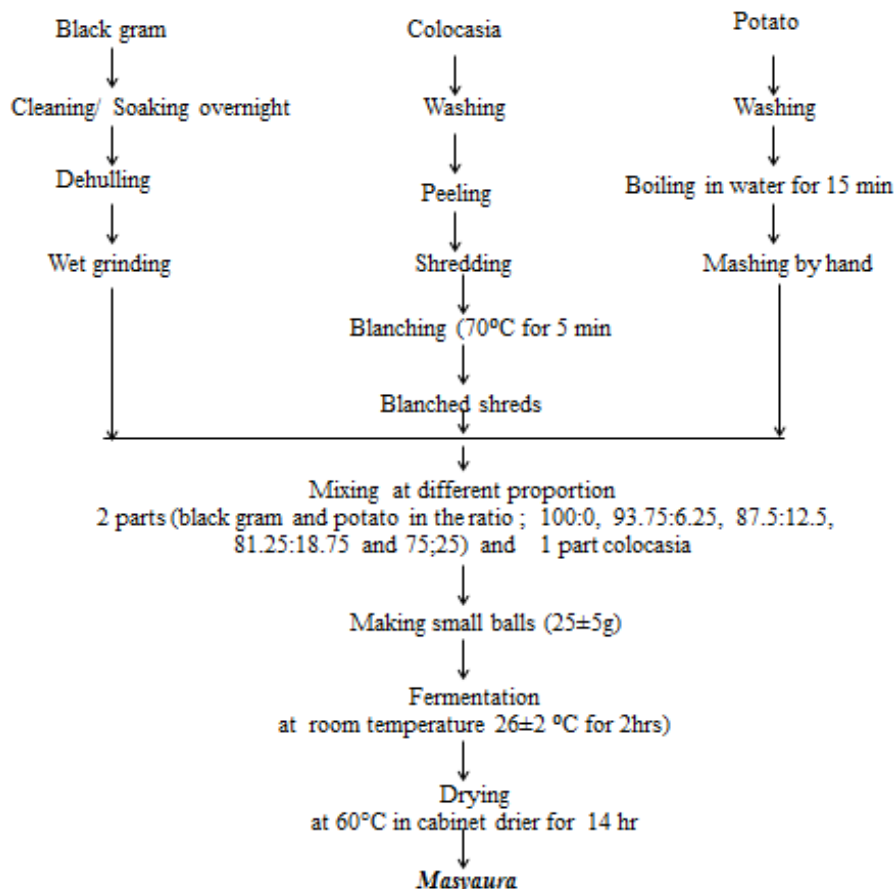 Black gram
Colocasia
Potato
Cleaning/ Soaking overnight
Washing
Washing
Dehulling
Peeling
Boiling in water for 15 min
Wet grinding
Shredding
Mashing by hand
Blanching (70⁰C for 5 min
Blanched shreds
Mixing at different proportion
2 parts (black gram and potato in the ratio ; 100:0, 93.75:6.25, 87.5:12.5,
81.25:18.75 and 75;25) and 1 part colocasia
Making small balls (25±5g)
Fermentation
at room temperature 26±2 ⁰C for 2hrs)
Drying
at 60°C in cabinet drier for 14 hr
Masyaura